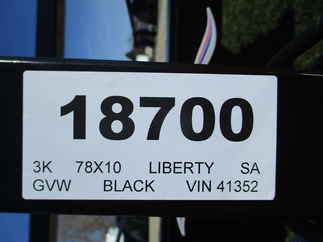 18700
3K 78X10 LIBERTY SA
GVW BLACK VIN 41352